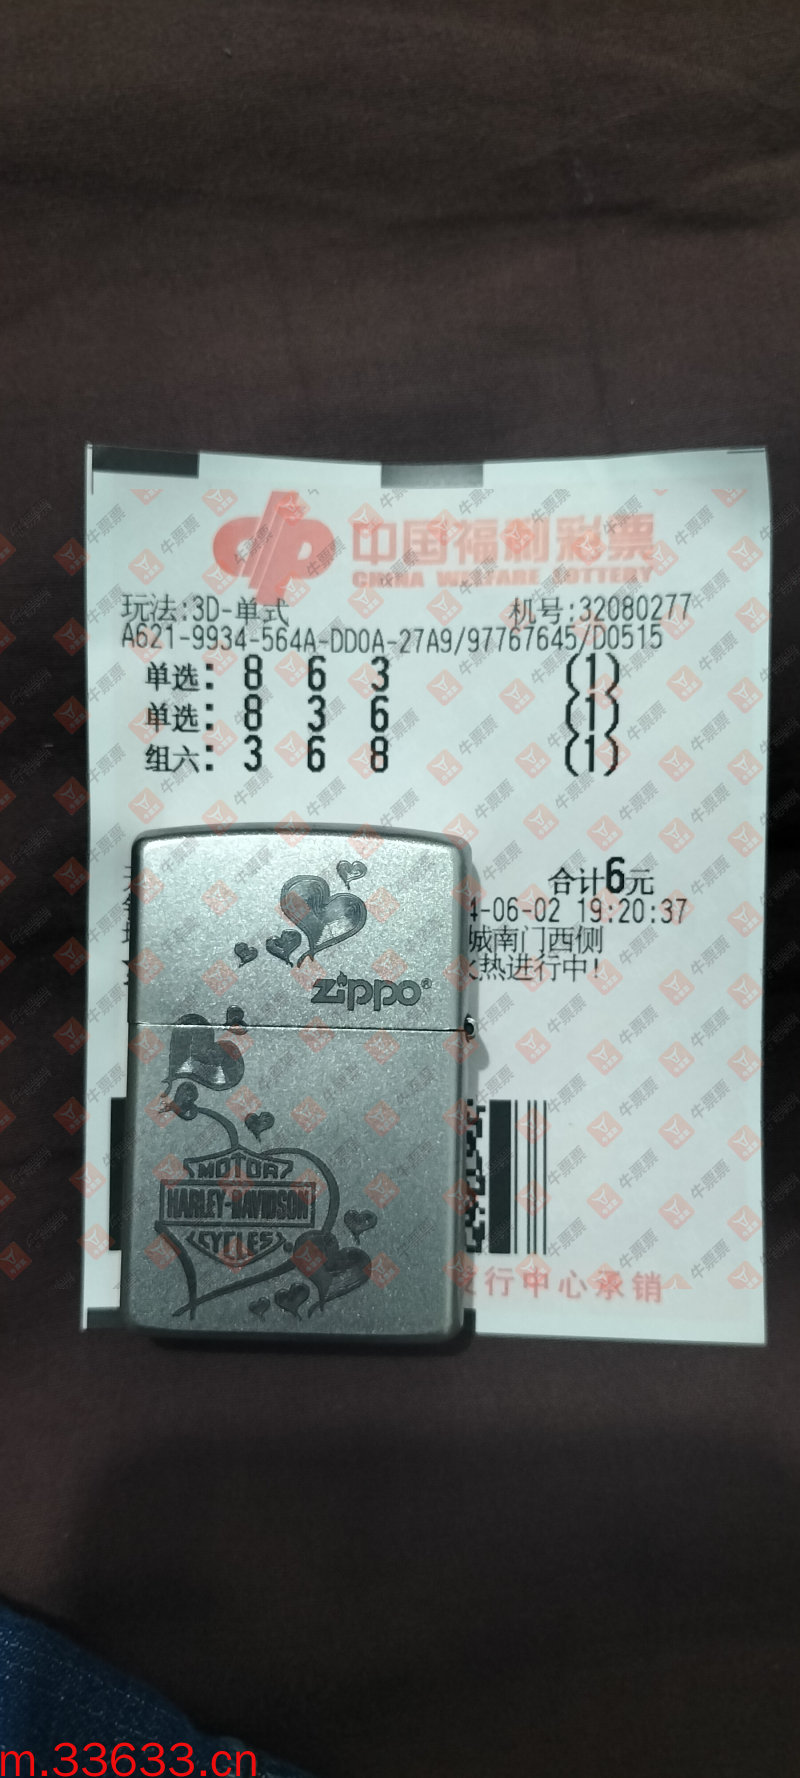 中国福利彩票
CHINA WELFARE LOTTERY
玩法:3D-单式 机号:32080277
A621-9934-564A-DD0A-27A9/97767645/D0515
单选: 8 6 3 (1)
单选: 8 3 6 (1)
组六: 3 6 8 (1)
合计6元
4-06-02 19:20:37
城南门西侧
火热进行中!
zippo®
MOTOR
HARLEY-DAVIDSON
CYCLES
发行中心承销
牛票票
m.33633.cn